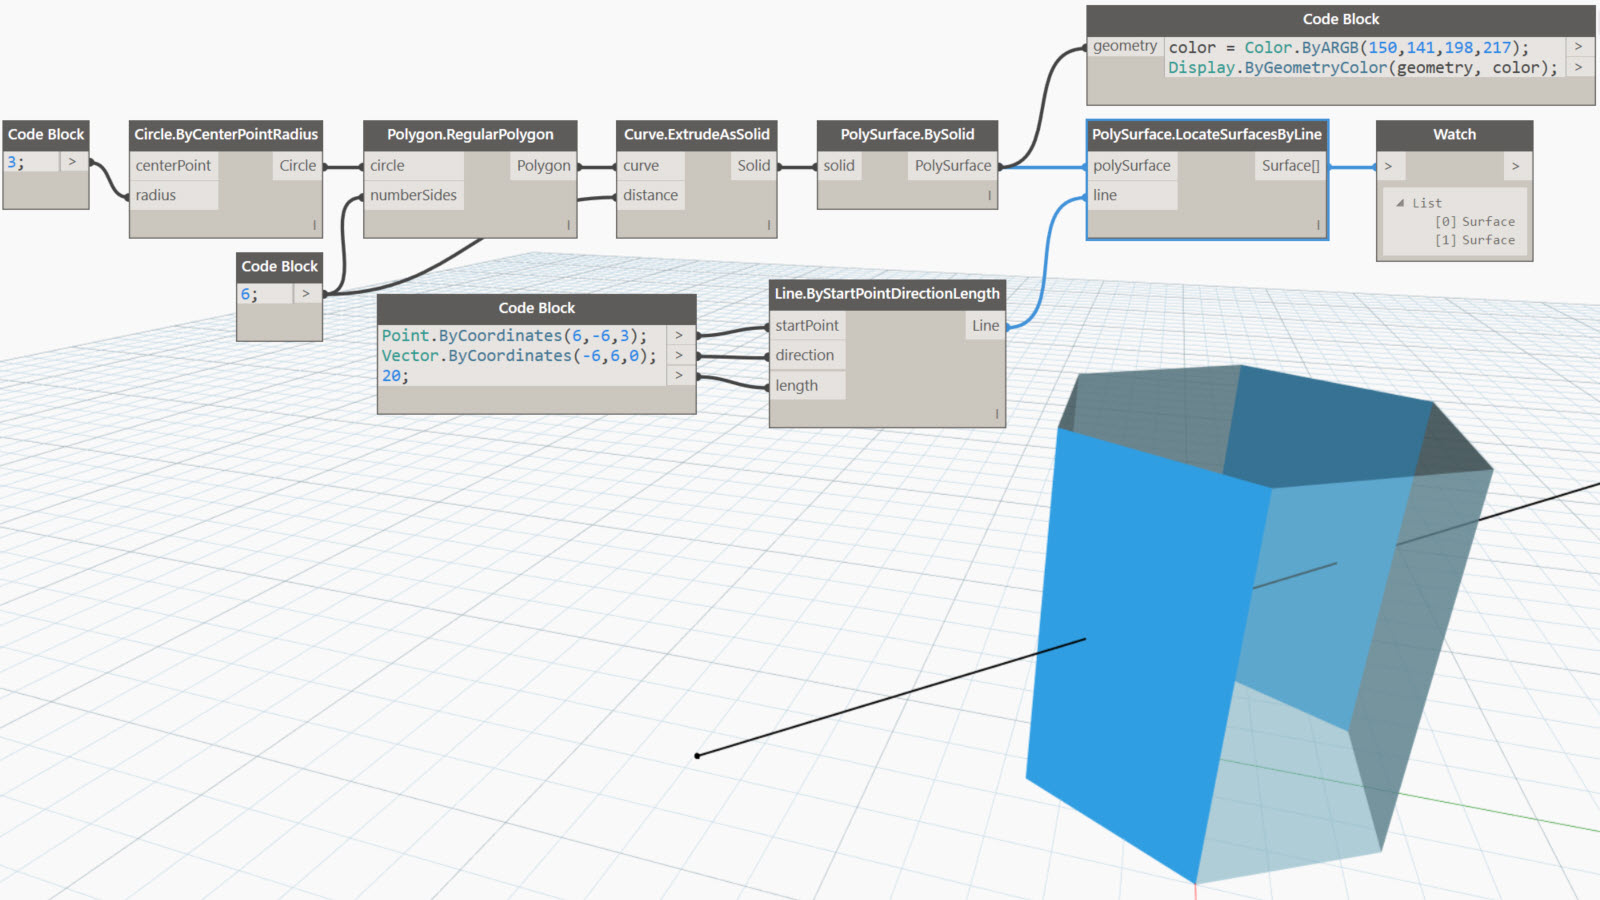 Code Block
geometry
color = Color.ByARGB(150,141,198,217);
>
Display.ByGeometryColor(geometry, color);
>
Code Block
3;
>
Circle.ByCenterPointRadius
centerPoint
Circle
radius
l
Polygon.RegularPolygon
circle
Polygon
numberSides
l
Curve.ExtrudeAsSolid
curve
Solid
distance
l
PolySurface.BySolid
solid
PolySurface
l
PolySurface.LocateSurfacesByLine
polySurface
Surface[]
line
l
Watch
>
>
List
[0] Surface
[1] Surface
Code Block
6;
>
Code Block
Point.ByCoordinates(6,-6,3);
>
Vector.ByCoordinates(-6,6,0);
>
20;
>
Line.ByStartPointDirectionLength
startPoint
Line
direction
length
l